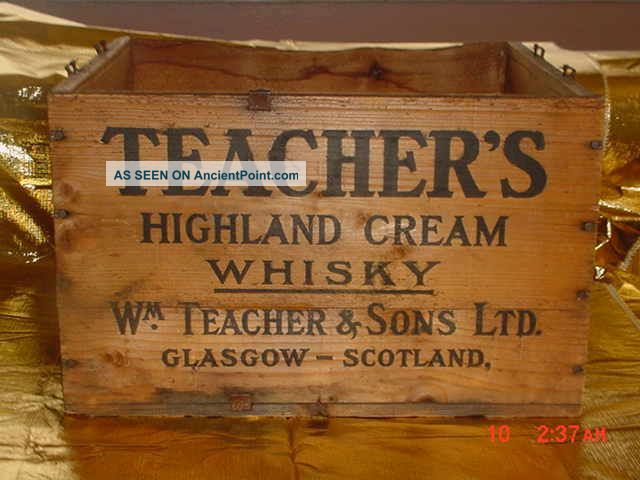 TEACHER'S
AS SEEN ON AncientPoint.com
HIGHLAND CREAM
WHISKY
WM. TEACHER & SONS LTD.
GLASGOW – SCOTLAND.
10 2:37AM